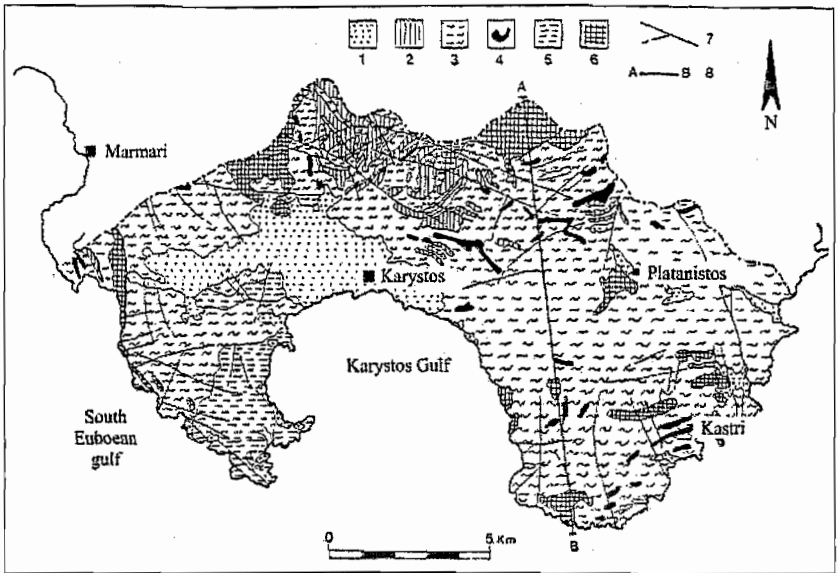 1 2 3 4 5 6 7
A B 8
A
N
Marmari
Karystos
Platanistos
Karystos Gulf
South
Euboean
gulf
Kastri
0 5 Km
B